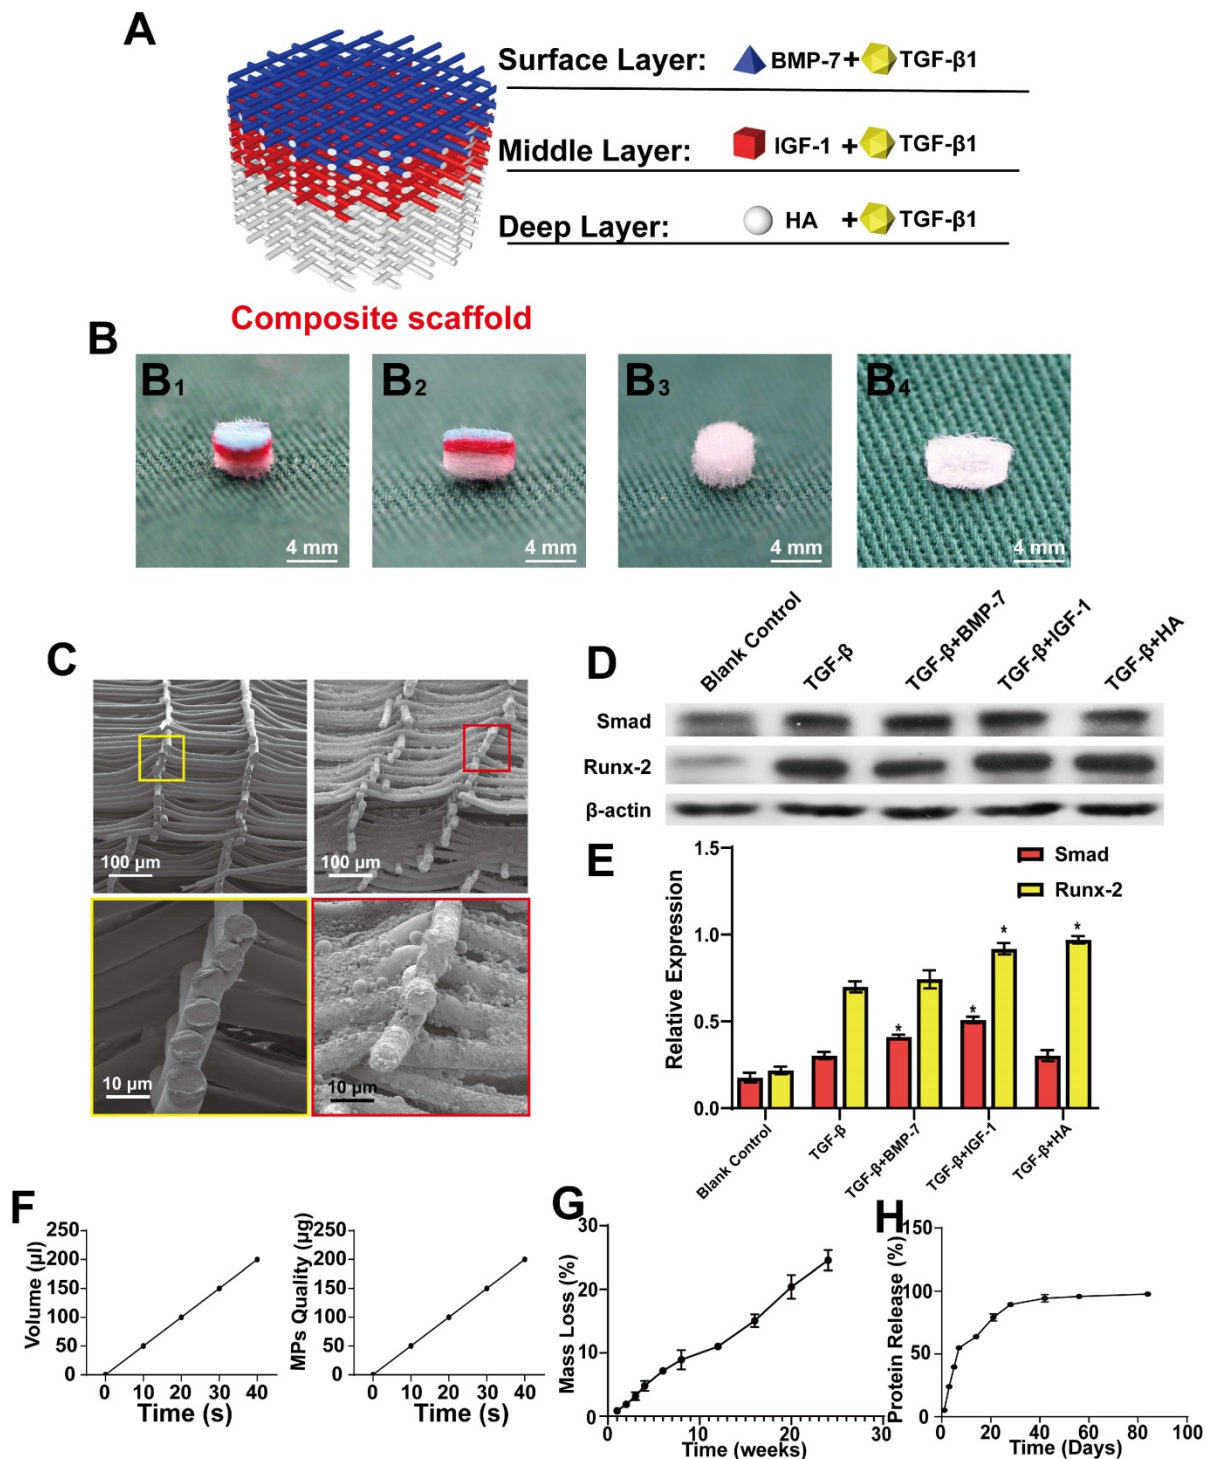 A
Surface Layer: BMP-7 + TGF-β1
Middle Layer: IGF-1 + TGF-β1
Deep Layer: HA + TGF-β1
Composite scaffold
B
B1
4 mm
B2
4 mm
B3
4 mm
B4
4 mm
C
100 µm
100 µm
10 µm
10 µm
D
Blank Control
TGF-β
TGF-β+BMP-7
TGF-β+IGF-1
TGF-β+HA
Smad
Runx-2
β-actin
E
Relative Expression
1.5
1.0
0.5
0.0
Smad
Runx-2
*
*
*
*
Blank Control
TGF-β
TGF-β+BMP-7
TGF-β+IGF-1
TGF-β+HA
F
Volume (µl)
250
200
150
100
50
0
0 10 20 30 40
Time (s)
MPs Quality (µg)
250
200
150
100
50
0
0 10 20 30 40
Time (s)
G
Mass Loss (%)
30
20
10
0
0 10 20 30
Time (weeks)
H
Protein Release (%)
150
100
50
0
0 20 40 60 80 100
Time (Days)